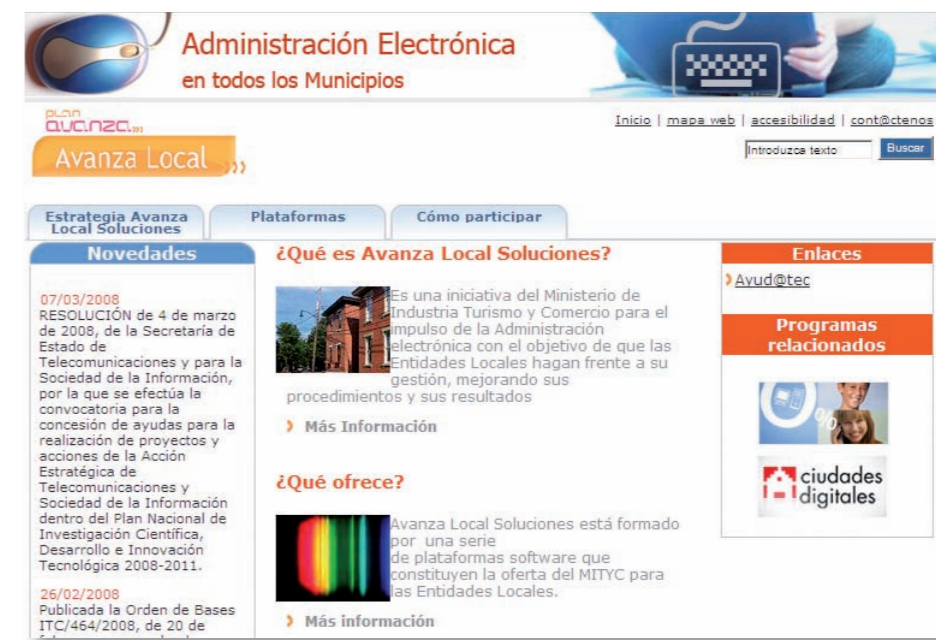 Administración Electrónica
en todos los Municipios
PLAN
avanza
Avanza Local
Inicio | mapa web | accesibilidad | cont@ctenos
Introduzca texto
Buscar
Estrategia Avanza
Local Soluciones
Plataformas
Cómo participar
Novedades
07/03/2008
RESOLUCIÓN de 4 de marzo
de 2008, de la Secretaría de
Estado de
Telecomunicaciones y para la
Sociedad de la Información,
por la que se efectúa la
convocatoria para la
concesión de ayudas para la
realización de proyectos y
acciones de la Acción
Estratégica de
Telecomunicaciones y
Sociedad de la Información
dentro del Plan Nacional de
Investigación Científica,
Desarrollo e Innovación
Tecnológica 2008-2011.
26/02/2008
Publicada la Orden de Bases
ITC/464/2008, de 20 de
¿Qué es Avanza Local Soluciones?
Es una iniciativa del Ministerio de
Industria Turismo y Comercio para el
impulso de la Administración
electrónica con el objetivo de que las
Entidades Locales hagan frente a su
gestión, mejorando sus
procedimientos y sus resultados
Más Información
¿Qué ofrece?
Avanza Local Soluciones está formado
por una serie
de plataformas software que
constituyen la oferta del MITYC para
las Entidades Locales.
Más información
Enlaces
Ayud@tec
Programas
relacionados
0%
ciudades
digitales